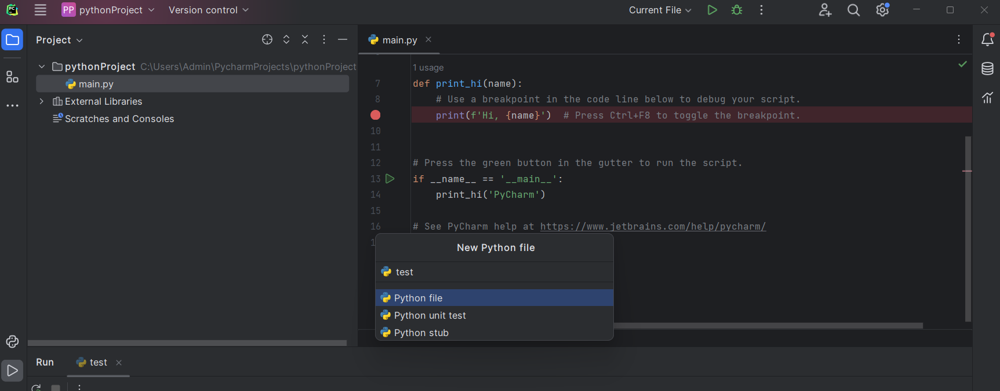 PC
PP pythonProject Version control Current File
Project
main.py
pythonProject C:\Users\Admin\PycharmProjects\pythonProject
main.py
External Libraries
Scratches and Consoles
1 usage
7 def print_hi(name):
8 # Use a breakpoint in the code line below to debug your script.
print(f'Hi, {name}') # Press Ctrl+F8 to toggle the breakpoint.
10
11
12 # Press the green button in the gutter to run the script.
13 if __name__ == '__main__':
14 print_hi('PyCharm')
15
16 # See PyCharm help at https://www.jetbrains.com/help/pycharm/
New Python file
test
Python file
Python unit test
Python stub
Run test